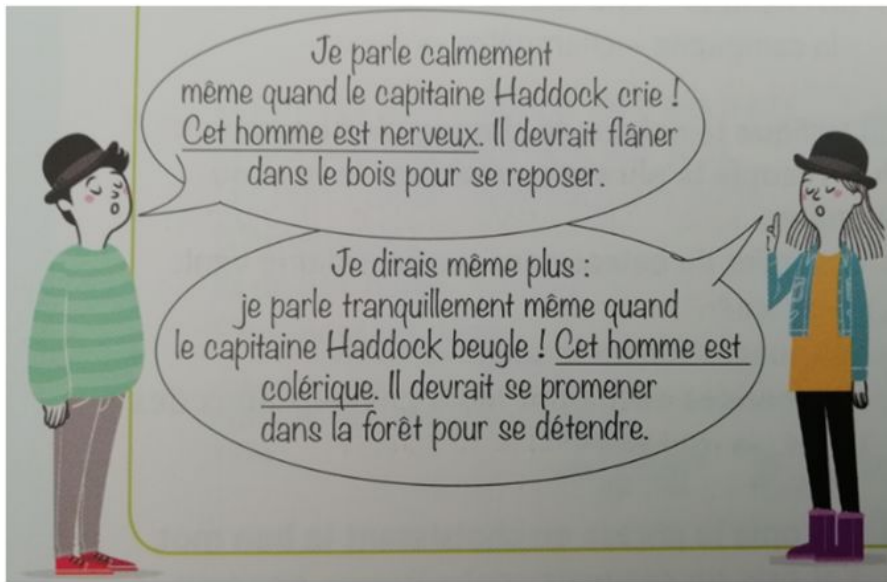 Je parle calmement
même quand le capitaine Haddock crie !
Cet homme est nerveux. Il devrait flâner
dans le bois pour se reposer.
Je dirais même plus :
je parle tranquillement même quand
le capitaine Haddock beugle ! Cet homme est
colérique. Il devrait se promener
dans la forêt pour se détendre.